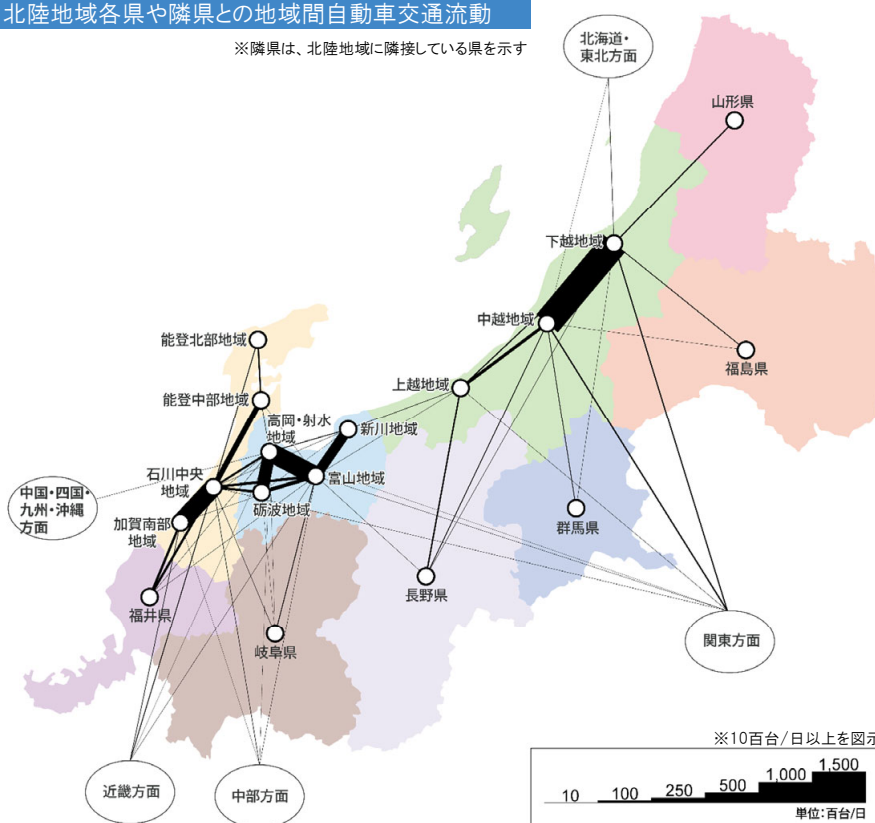 北陸地域各県や隣県との地域間自動車交通流動
※隣県は、北陸地域に隣接している県を示す
北海道・
東北方面
山形県
下越地域
中越地域
福島県
能登北部地域
上越地域
能登中部地域
高岡・射水
地域
新川地域
石川中央
地域
富山地域
中国・四国・
九州・沖縄
方面
砺波地域
加賀南部
地域
群馬県
長野県
福井県
岐阜県
関東方面
近畿方面
中部方面
※10百台/日以上を図示
10
100
250
500
1,000
1,500
単位:百台/日